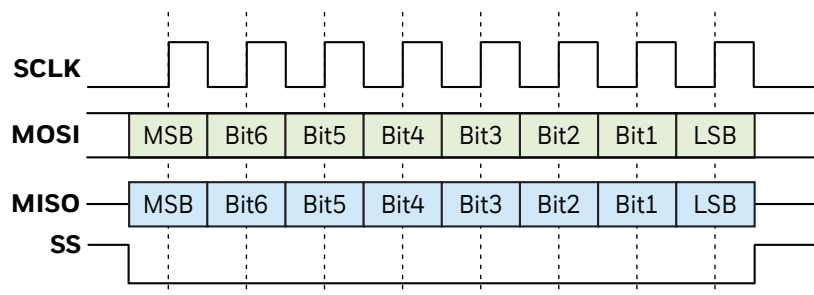 SCLK
MOSI MSB Bit6 Bit5 Bit4 Bit3 Bit2 Bit1 LSB
MISO MSB Bit6 Bit5 Bit4 Bit3 Bit2 Bit1 LSB
SS